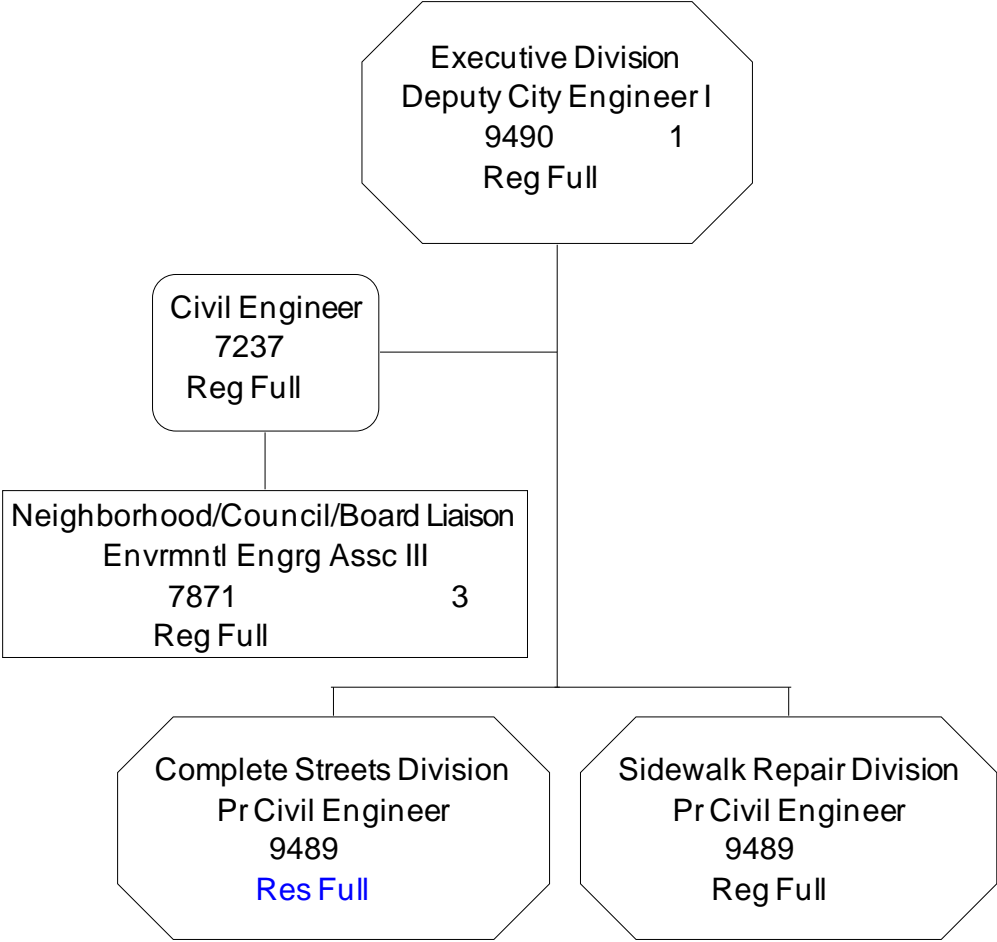 Executive Division
Deputy City Engineer I
9490 1
Reg Full
Civil Engineer
7237
Reg Full
Neighborhood/Council/Board Liaison
Envrmntl Engrg Assc III
7871 3
Reg Full
Complete Streets Division
Pr Civil Engineer
9489
Res Full
Sidewalk Repair Division
Pr Civil Engineer
9489
Reg Full